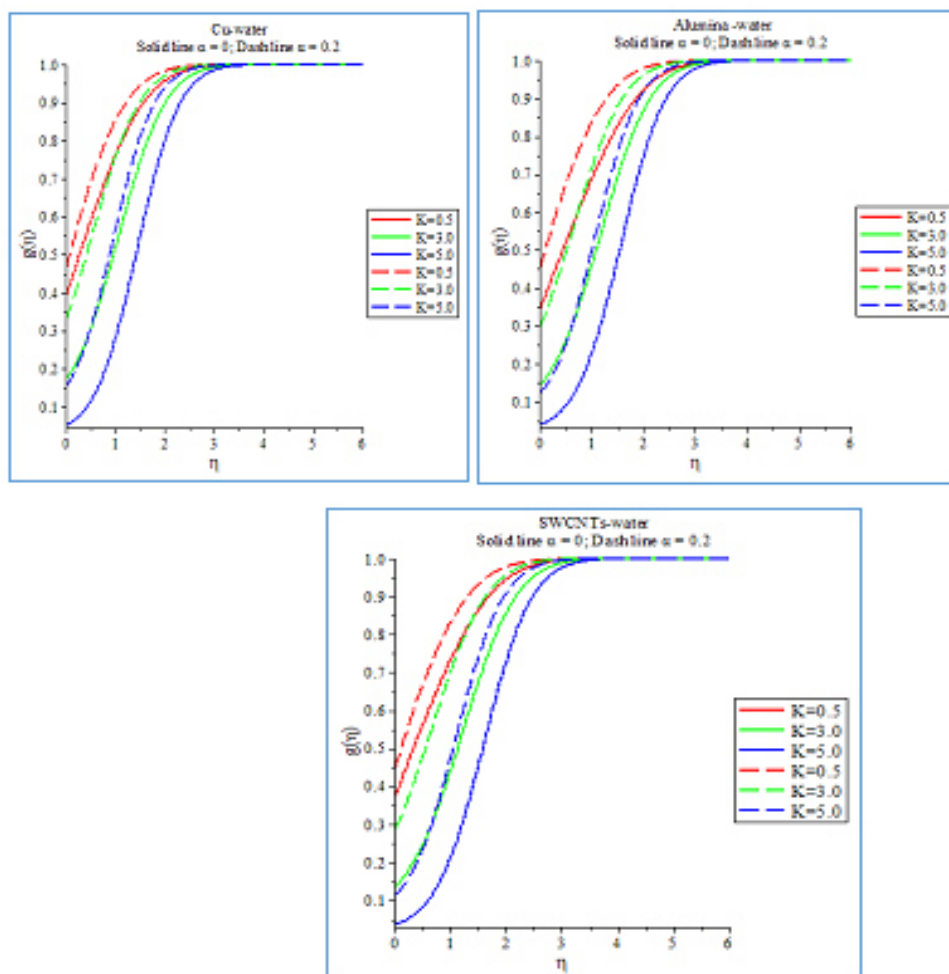 Cu-water
Solid line α = 0; Dash line α = 0.2
1.0
0.9
0.8
0.7
0.6
0.5
0.4
0.3
0.2
0.1
g(η)
0 1 2 3 4 5 6
η
K=0.5
K=3.0
K=5.0
K=0.5
K=3.0
K=5.0
Alumina -water
Solid line α = 0; Dash line α = 0.2
1.0
0.9
0.8
0.7
0.6
0.5
0.4
0.3
0.2
0.1
g(η)
0 1 2 3 4 5 6
η
K=0.5
K=3.0
K=5.0
K=0.5
K=3.0
K=5.0
SWCNTs-water
Solid line α = 0; Dash line α = 0.2
1.0
0.9
0.8
0.7
0.6
0.5
0.4
0.3
0.2
0.1
g(η)
0 1 2 3 4 5 6
η
K=0.5
K=3.0
K=5.0
K=0.5
K=3.0
K=5.0